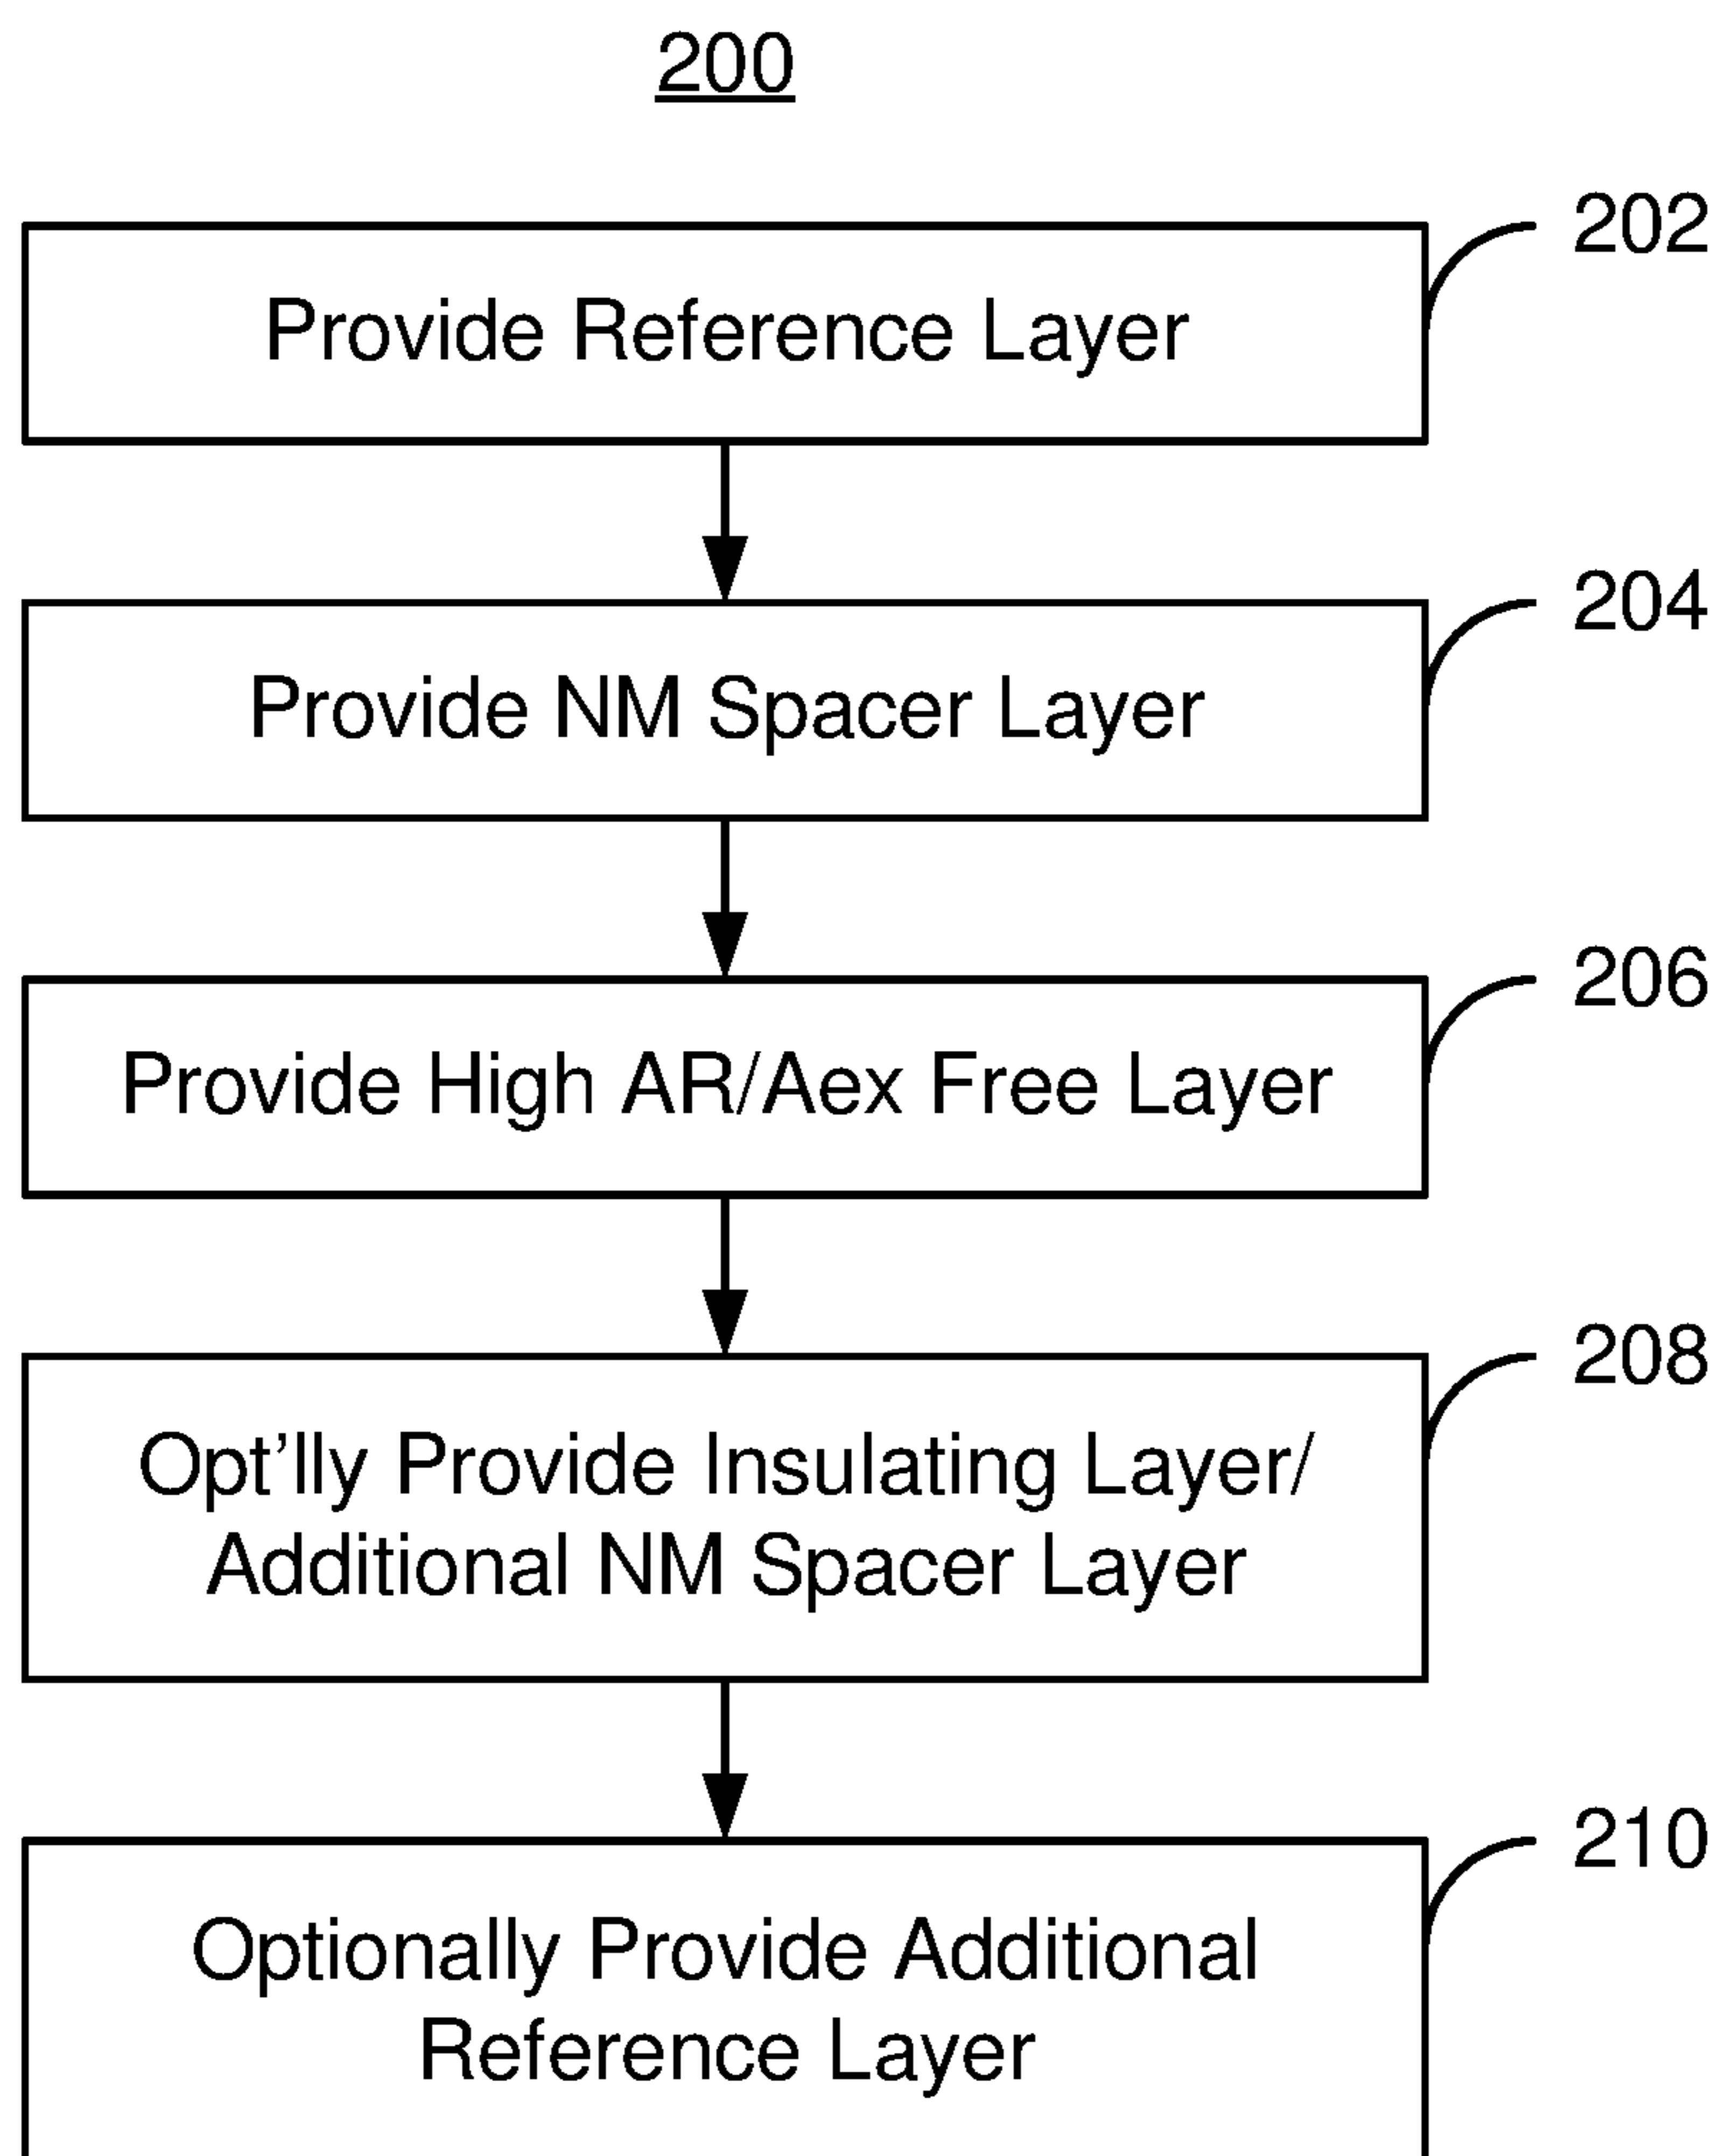 200
202
Provide Reference Layer
204
Provide NM Spacer Layer
206
Provide High AR/Aex Free Layer
208
Opt’lly Provide Insulating Layer/
Additional NM Spacer Layer
210
Optionally Provide Additional
Reference Layer